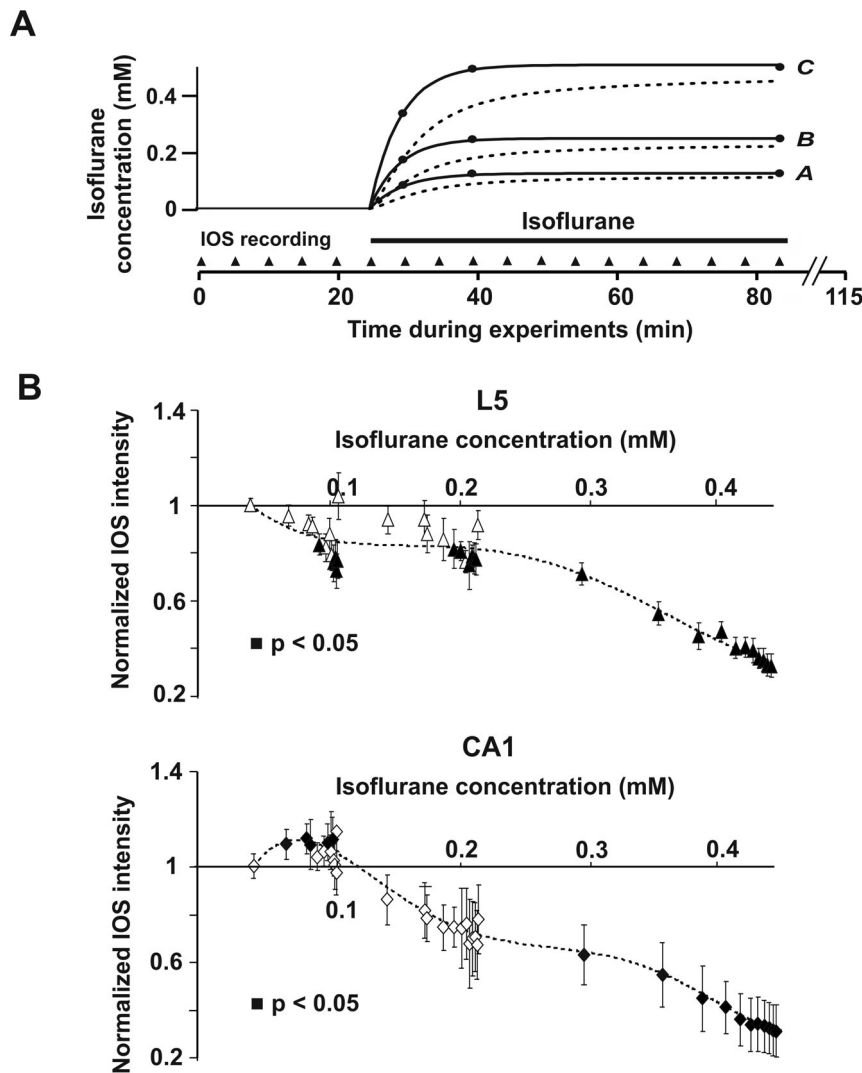 A
Isoflurane
concentration (mM)
0.4
0.2
0
C
B
A
Isoflurane
IOS recording
0 20 40 60 80 115
Time during experiments (min)
B
L5
Isoflurane concentration (mM)
Normalized IOS intensity
1.4
1
0.6
0.2
0.1 0.2 0.3 0.4
■ p < 0.05
CA1
Isoflurane concentration (mM)
Normalized IOS intensity
1.4
1
0.6
0.2
0.1 0.2 0.3 0.4
■ p < 0.05